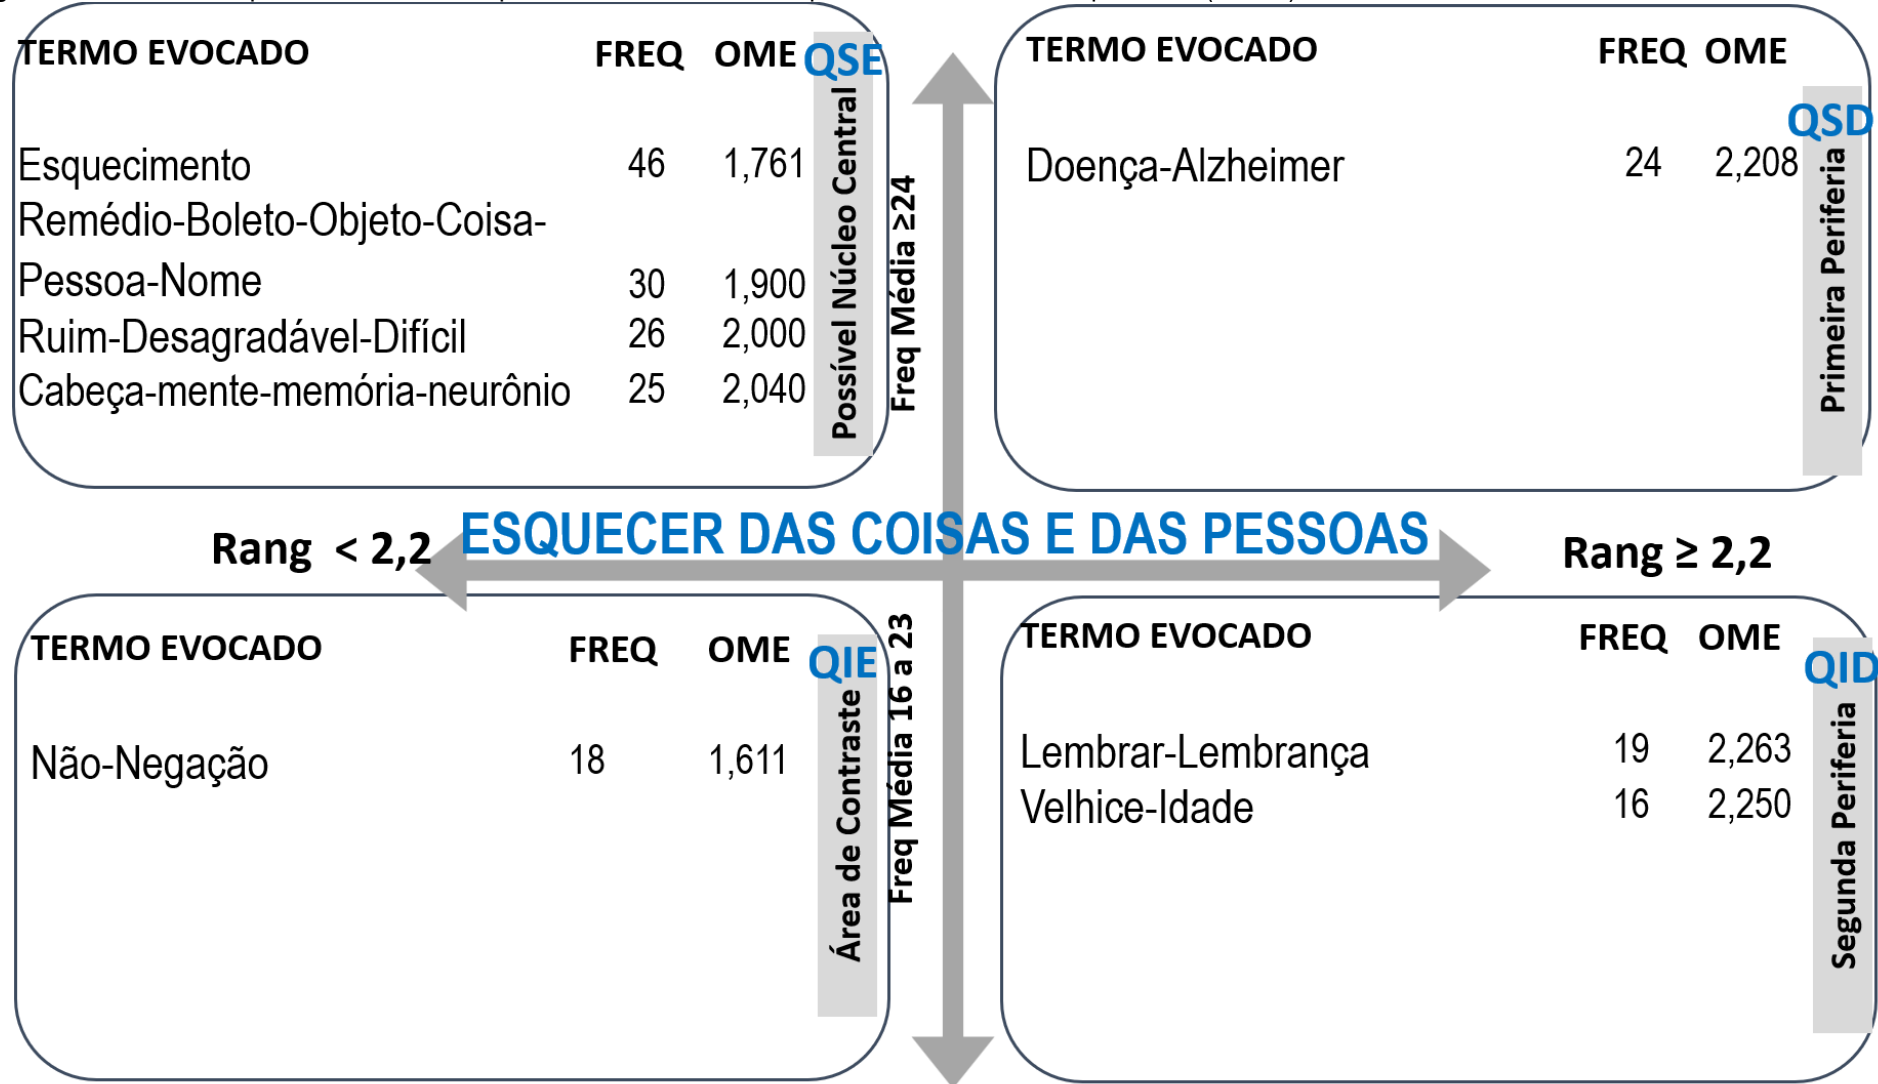 TERMO EVOCADO FREQ OME QSE
Possível Núcleo Central
Esquecimento 46 1,761
Remédio-Boleto-Objeto-Coisa-
Pessoa-Nome 30 1,900
Ruim-Desagradável-Difícil 26 2,000
Cabeça-mente-memória-neurônio 25 2,040
Freq Média ≥24
TERMO EVOCADO FREQ OME
QSD
Primeira Periferia
Doença-Alzheimer 24 2,208
Rang < 2,2
ESQUECER DAS COISAS E DAS PESSOAS
Rang ≥ 2,2
TERMO EVOCADO FREQ OME QIE
Área de Contraste
Não-Negação 18 1,611
Freq Média 16 a 23
TERMO EVOCADO FREQ OME
QID
Segunda Periferia
Lembrar-Lembrança 19 2,263
Velhice-Idade 16 2,250